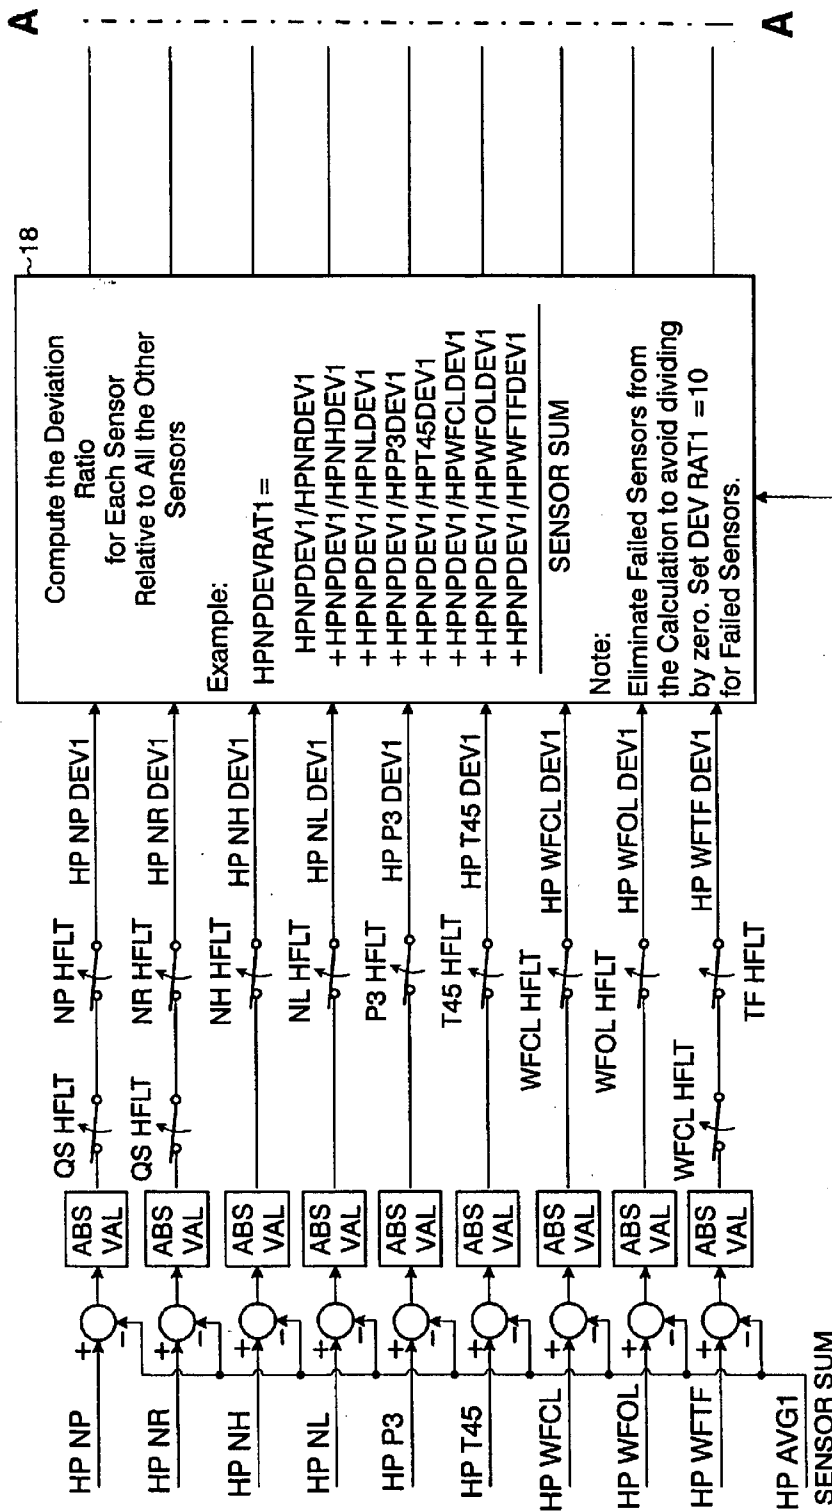 A
A
18
Compute the Deviation
Ratio
for Each Sensor
Relative to All the Other
Sensors
Example:
HPNPDEVRAT1 =
HPNPDEV1/HPNRDEV1
+ HPNPDEV1/HPNHDEV1
+ HPNPDEV1/HPNLDEV1
+ HPNPDEV1/HPP3DEV1
+ HPNPDEV1/HPT45DEV1
+ HPNPDEV1/HPWFCLDEV1
+ HPNPDEV1/HPWFOLDEV1
+ HPNPDEV1/HPWFTFDEV1
SENSOR SUM
Note:
Eliminate Failed Sensors from
the Calculation to avoid dividing
by zero. Set DEV RAT1 =10
for Failed Sensors.
HP NP + - ABS VAL QS HFLT NP HFLT HP NP DEV1
HP NR + - ABS VAL QS HFLT NR HFLT HP NR DEV1
HP NH + - ABS VAL NH HFLT HP NH DEV1
HP NL + - ABS VAL NL HFLT HP NL DEV1
HP P3 + - ABS VAL P3 HFLT HP P3 DEV1
HP T45 + - ABS VAL T45 HFLT HP T45 DEV1
HP WFCL + - ABS VAL WFCL HFLT HP WFCL DEV1
HP WFOL + - ABS VAL WFOL HFLT HP WFOL DEV1
HP WFTF + - ABS VAL WFCL HFLT TF HFLT HP WFTF DEV1
HP AVG1
SENSOR SUM